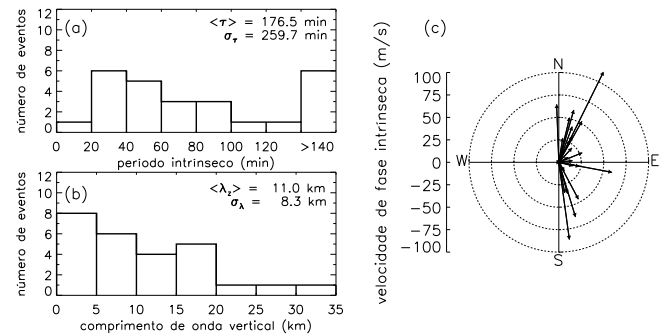 (a)
<τ> = 176.5 min
σ_τ = 259.7 min
número de eventos
12
10
8
6
4
2
0
0 20 40 60 80 100 120 >140
periodo intrinseco (min)
(b)
<λ_z> = 11.0 km
σ_λ = 8.3 km
número de eventos
12
10
8
6
4
2
0
0 5 10 15 20 25 30 35
comprimento de onda vertical (km)
(c)
velocidade de fase intrinseca (m/s)
100
75
50
25
0
−25
−50
−75
−100
N
W
E
S